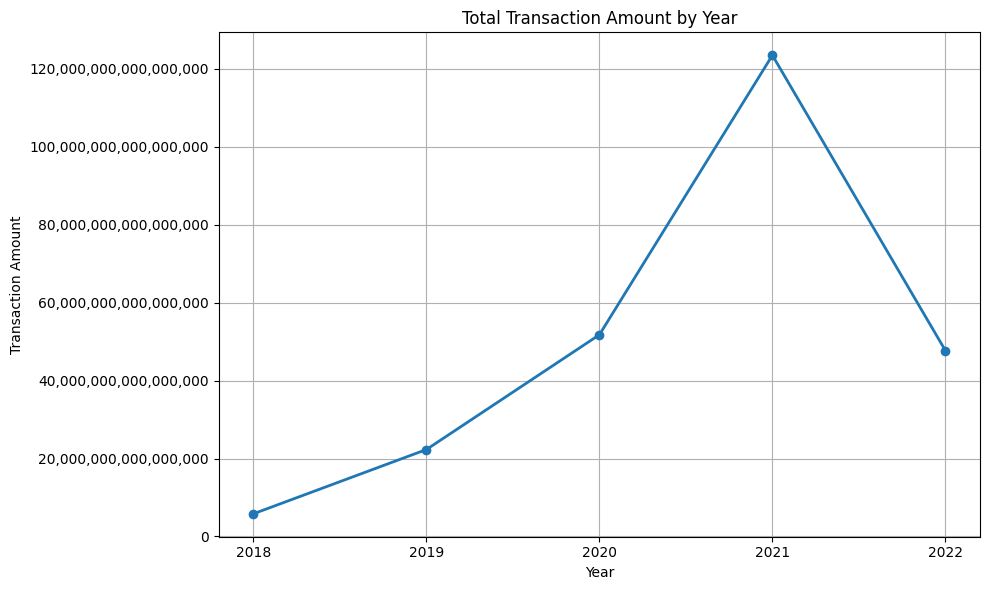 Total Transaction Amount by Year
Transaction Amount
120,000,000,000,000,000
100,000,000,000,000,000
80,000,000,000,000,000
60,000,000,000,000,000
40,000,000,000,000,000
20,000,000,000,000,000
0
2018 2019 2020 2021 2022
Year